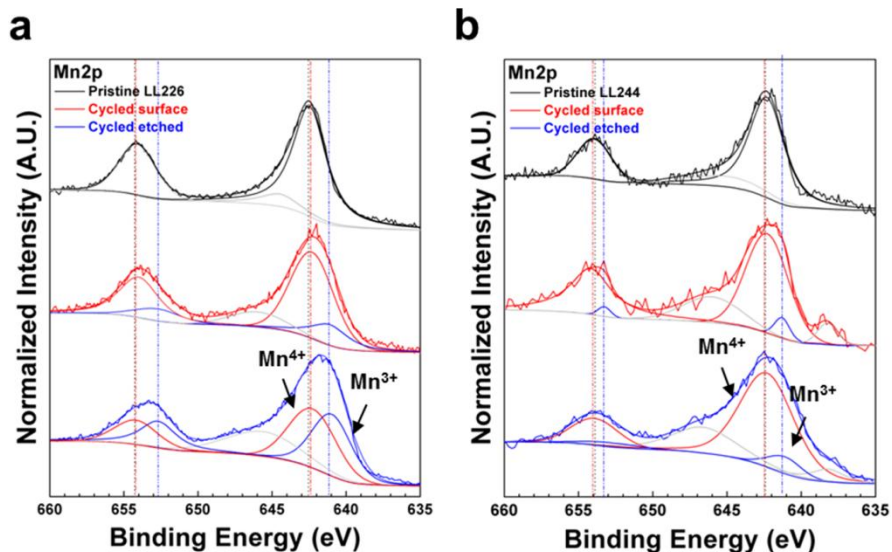 a
Mn2p
Pristine LL226
Cycled surface
Cycled etched
Mn4+
Mn3+
660 655 650 645 640 635
Binding Energy (eV)
Normalized Intensity (A.U.)
b
Mn2p
Pristine LL244
Cycled surface
Cycled etched
Mn4+
Mn3+
660 655 650 645 640 635
Binding Energy (eV)
Normalized Intensity (A.U.)